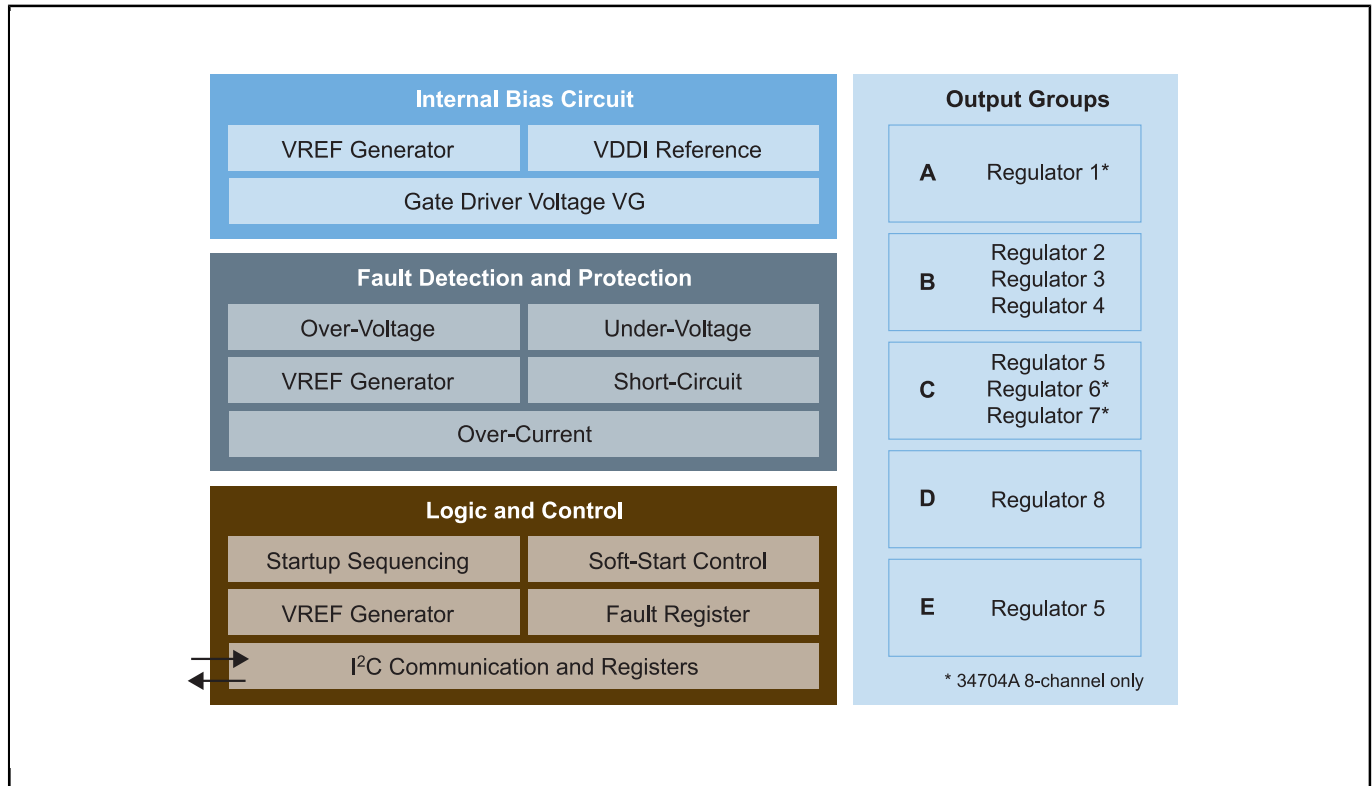 Internal Bias Circuit
VREF Generator
VDDI Reference
Gate Driver Voltage VG
Fault Detection and Protection
Over-Voltage
Under-Voltage
VREF Generator
Short-Circuit
Over-Current
Logic and Control
Startup Sequencing
Soft-Start Control
VREF Generator
Fault Register
I²C Communication and Registers
Output Groups
A
Regulator 1*
B
Regulator 2
Regulator 3
Regulator 4
C
Regulator 5
Regulator 6*
Regulator 7*
D
Regulator 8
E
Regulator 5
* 34704A 8-channel only